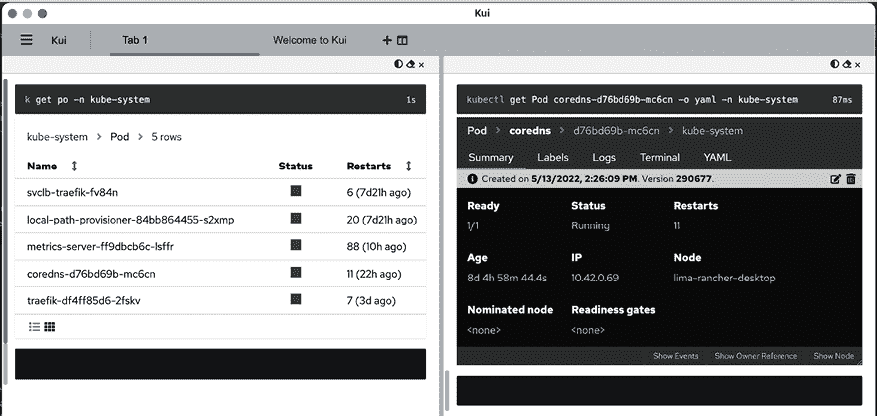 Kui
Kui
Tab 1
Welcome to Kui
k get po -n kube-system
1s
kube-system > Pod > 5 rows
Name Status Restarts
svclb-traefik-fv84n 6 (7d21h ago)
local-path-provisioner-84bb864455-s2xmp 20 (7d21h ago)
metrics-server-ff9dbcb6c-lsffr 88 (10h ago)
coredns-d76bd69b-mc6cn 11 (22h ago)
traefik-df4ff85d6-2fskv 7 (3d ago)
kubectl get Pod coredns-d76bd69b-mc6cn -o yaml -n kube-system
87ms
Pod > coredns > d76bd69b-mc6cn > kube-system
Summary Labels Logs Terminal YAML
Created on 5/13/2022, 2:26:09 PM. Version 290677.
Ready Status Restarts
1/1 Running 11
Age IP Node
8d 4h 58m 44.4s 10.42.0.69 lima-rancher-desktop
Nominated node Readiness gates
<none> <none>
Show Events Show Owner Reference Show Node